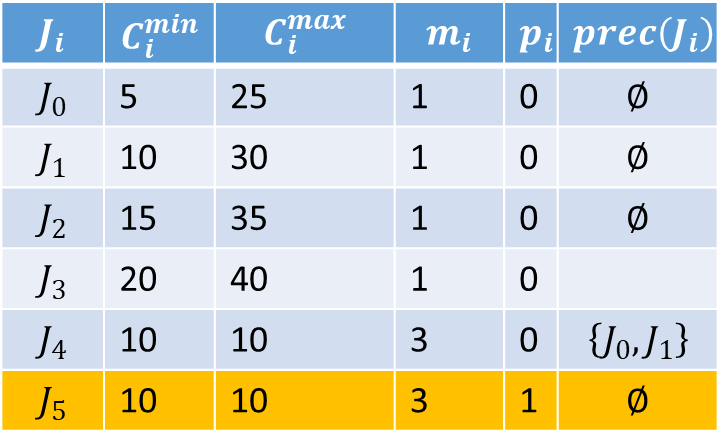 J_i C_i^min C_i^max m_i p_i prec(J_i)
J_0 5 25 1 0 ∅
J_1 10 30 1 0 ∅
J_2 15 35 1 0 ∅
J_3 20 40 1 0
J_4 10 10 3 0 {J_0, J_1}
J_5 10 10 3 1 ∅